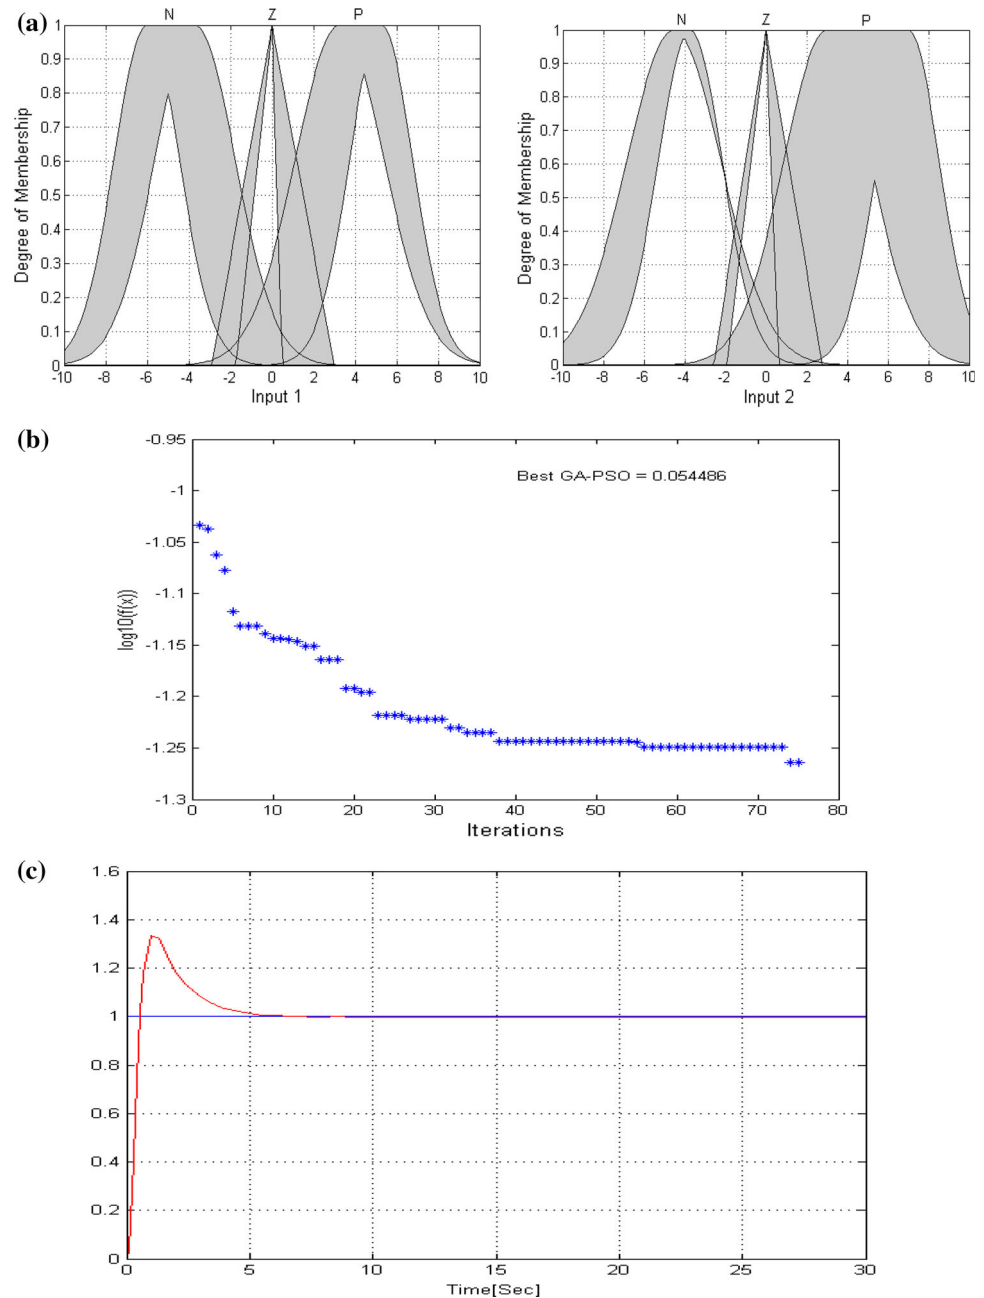 (a)
N Z P
1
0.9
0.8
0.7
0.6
0.5
0.4
0.3
0.2
0.1
0
Degree of Membership
-10 -8 -6 -4 -2 0 2 4 6 8 10
Input 1
N Z P
1
0.9
0.8
0.7
0.6
0.5
0.4
0.3
0.2
0.1
0
Degree of Membership
-10 -8 -6 -4 -2 0 2 4 6 8 10
Input 2
(b)
-0.95
-1
-1.05
-1.1
-1.15
-1.2
-1.25
-1.3
log10(f(x))
Best GA-PSO = 0.054486
0 10 20 30 40 50 60 70 80
Iterations
(c)
1.6
1.4
1.2
1
0.8
0.6
0.4
0.2
0
0 5 10 15 20 25 30
Time[Sec]